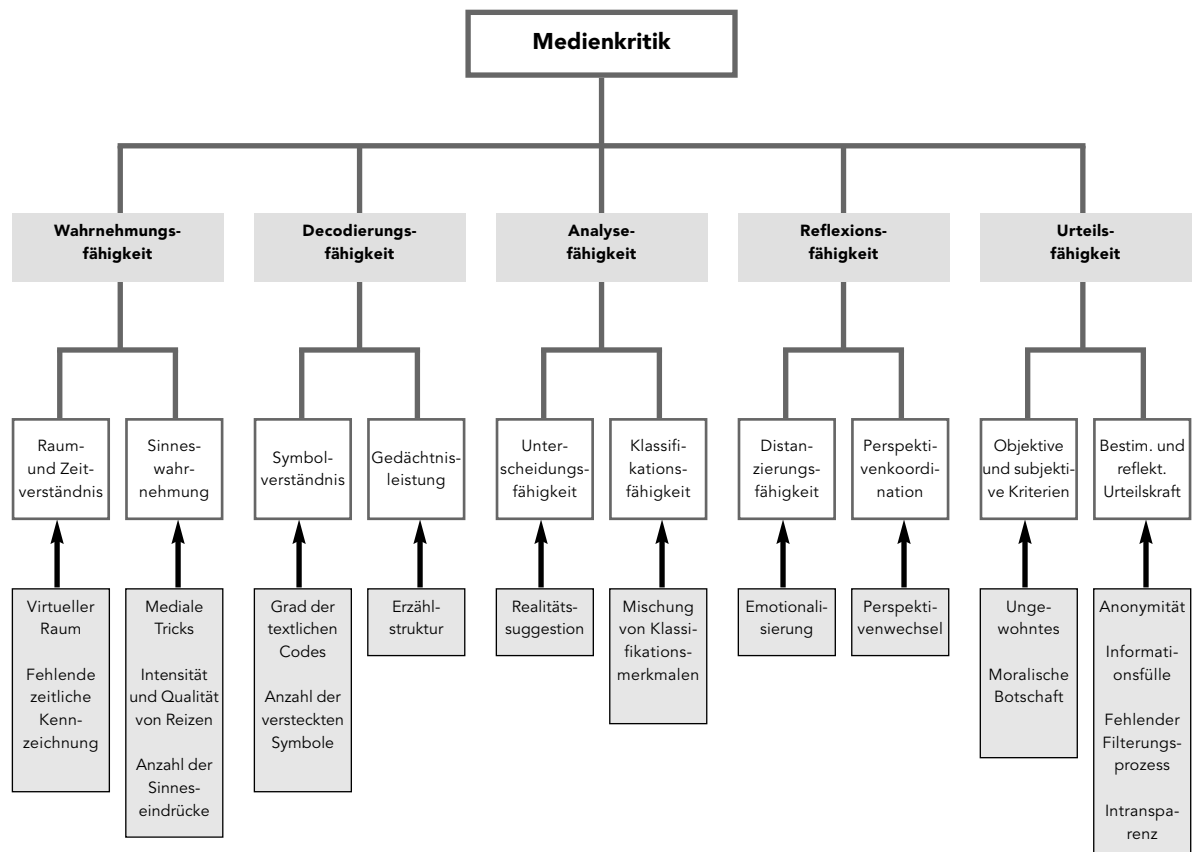 Medienkritik
Wahrnehmungs-
fähigkeit
Decodierungs-
fähigkeit
Analyse-
fähigkeit
Reflexions-
fähigkeit
Urteils-
fähigkeit
Raum-
und Zeit-
verständnis
Sinnes-
wahr-
nehmung
Symbol-
verständnis
Gedächtnis-
leistung
Unter-
scheidungs-
fähigkeit
Klassifi-
kations-
fähigkeit
Distan-
zierungs-
fähigkeit
Perspekti-
venkoordi-
nation
Objektive
und subjekti-
ve Kriterien
Bestim. und
reflekt.
Urteilskraft
Virtueller
Raum
Fehlende
zeitliche
Kenn-
zeichnung
Mediale
Tricks
Intensität
und Qualität
von Reizen
Anzahl der
Sinnes-
eindrücke
Grad der
textlichen
Codes
Anzahl der
versteckten
Symbole
Erzähl-
struktur
Realitäts-
suggestion
Mischung
von Klassi-
fikations-
merkmalen
Emotionali-
sierung
Perspekti-
venwechsel
Unge-
wohntes
Moralische
Botschaft
Anonymität
Informati-
onsfülle
Fehlender
Filterungs-
prozess
Intranspa-
renz